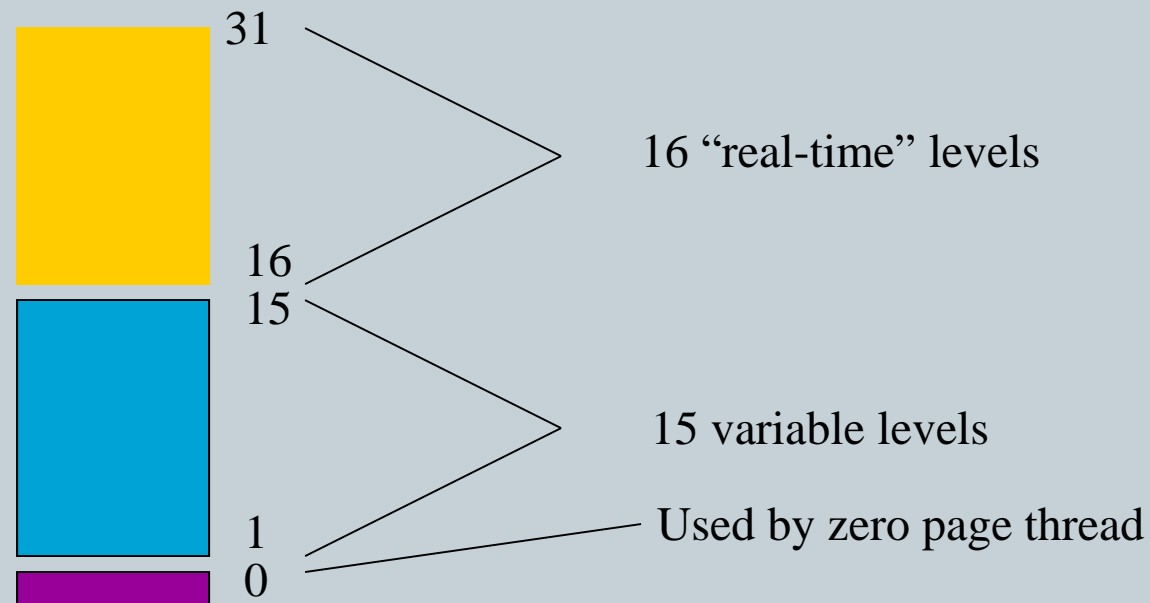 31
16 “real-time” levels
16
15
15 variable levels
1
Used by zero page thread
0